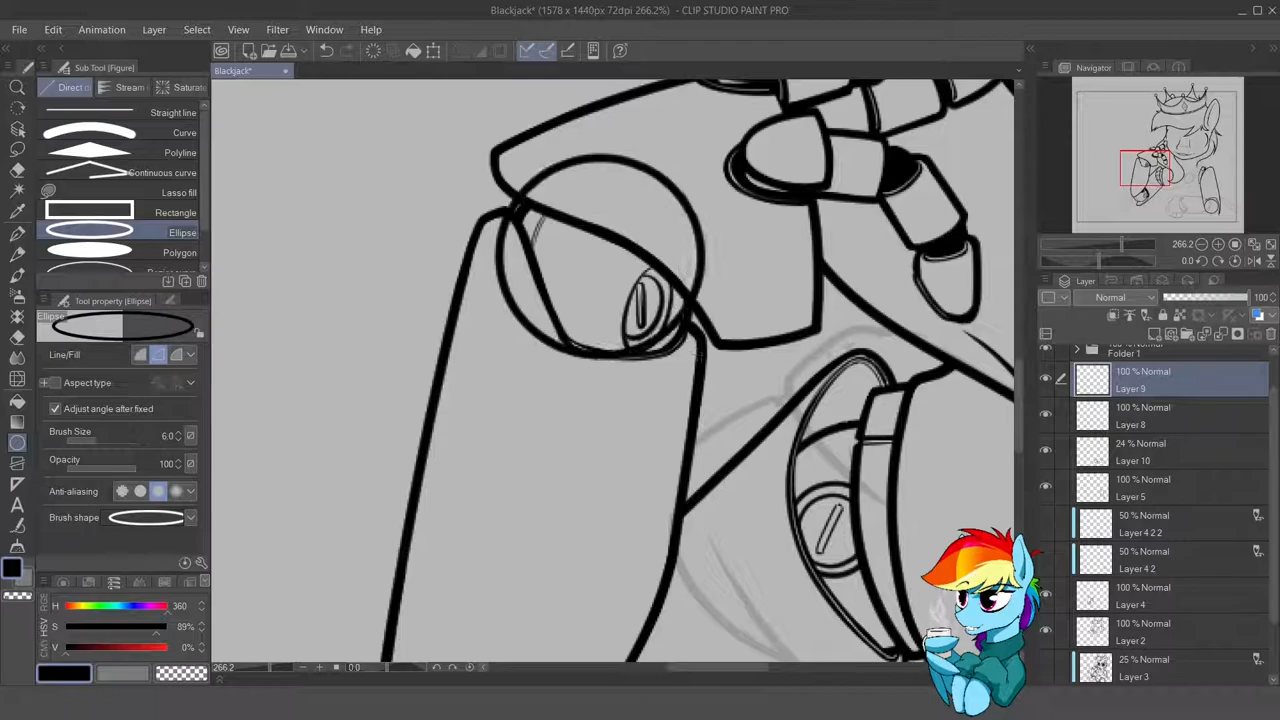 Blackjack* (1578 x 1440px 72dpi 266.2%) - CLIP STUDIO PAINT PRO
File Edit Animation Layer Select View Filter Window Help
Sub Tool [Figure]
Blackjack*
Navigator
Direct Stream Saturat
Straight line
Curve
Polyline
Continuous curve
Lasso fill
Rectangle
Ellipse
Polygon
266.2
0.0
Tool property [Ellipse]
Layer
Ellipse
Normal 100
Line/Fill
Aspect type
Adjust angle after fixed
Brush Size 6.0
Opacity 100
Anti-aliasing
Brush shape
Folder 1
100 % Normal
Layer 9
100 % Normal
Layer 8
24 % Normal
Layer 10
100 % Normal
Layer 5
50 % Normal
Layer 4 2 2
50 % Normal
Layer 4 2
100 % Normal
Layer 4
100 % Normal
Layer 2
25 % Normal
Layer 3
HSV
H 360
S 89%
V 0%
266.2 0.0